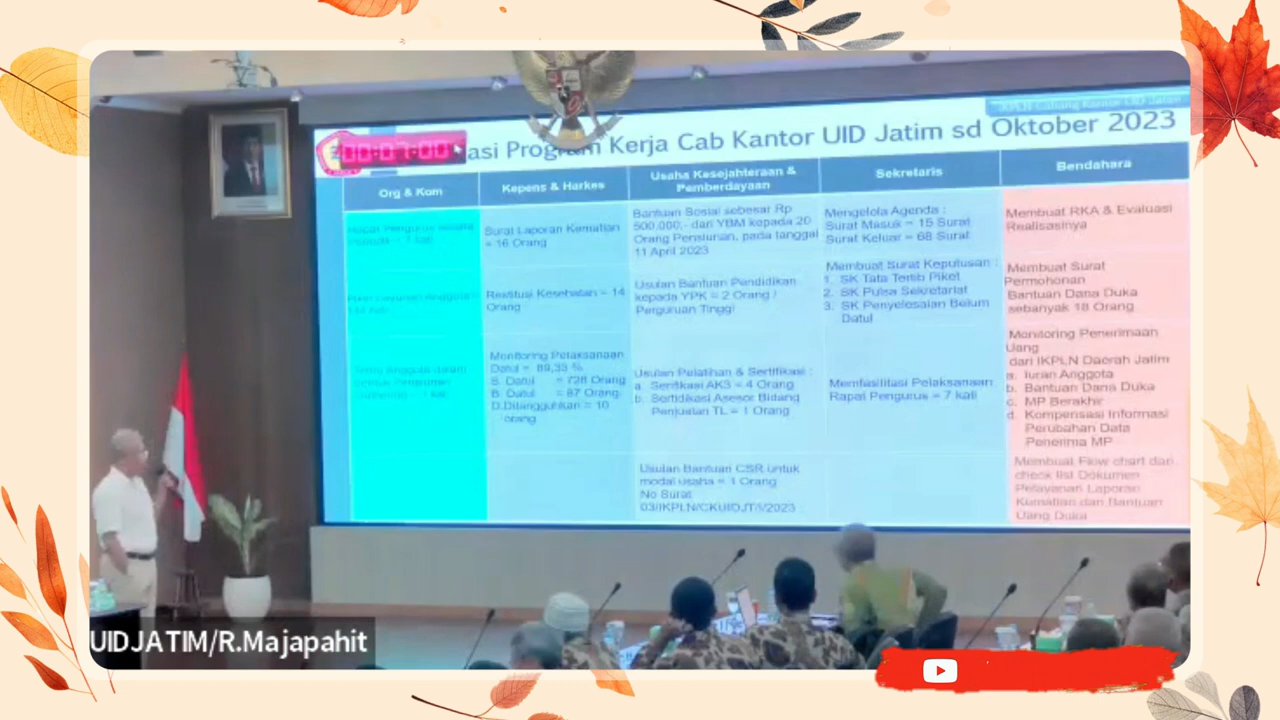 IKPLN Cabang Kantor UID Jatim
00:07:00
asi Program Kerja Cab Kantor UID Jatim sd Oktober 2023
Org & Kom
Kepens & Harkes
Usaha Kesejahteraan &
Pemberdayaan
Sekretaris
Bendahara
Surat Laporan Kematian
= 16 Orang
Bantuan Sosial sebesar Rp
500.000,- dari YBM kepada 20
Orang Pensiunan, pada tanggal
11 April 2023
Mengelola Agenda :
Surat Masuk = 15 Surat
Surat Keluar = 68 Surat
Membuat RKA & Evaluasi
Realisasinya
Restitusi Kesehatan = 14
Orang
Usulan Bantuan Pendidikan
kepada YPK = 2 Orang /
Perguruan Tinggi
Membuat Surat Keputusan :
1. SK Tata Tertib Piket
2. SK Pulsa Sekretariat
3. SK Penyelesaian Belum
Datul
Membuat Surat
Permohonan
Bantuan Dana Duka
sebanyak 18 Orang
Monitoring Pelaksanaan
Datul = 89,33 %
S. Datul = 728 Orang
B. Datul = 87 Orang
D.Ditangguhkan = 10
orang
Usulan Pelatihan & Sertifikasi :
a. Sertifikasi AK3 = 4 Orang
b. Sertidikasi Asesor Bidang
Penjualan TL = 1 Orang
Memfasilitasi Pelaksanaan
Rapat Pengurus = 7 kali
Monitoring Penerimaan
Uang
dari IKPLN Daerah Jatim
a. Iuran Anggota
b. Bantuan Dana Duka
c. MP Berakhir
d. Kompensasi Informasi
Perubahan Data
Penerima MP
Usulan Bantuan CSR untuk
modal usaha = 1 Orang
No Surat
03/IKPLN/CKUIDJT/I/2023
Membuat Flow chart dan
check list Dokumen
Pelayanan Laporan
Kematian dan Bantuan
Uang Duka
UIDJATIM/R.Majapahit